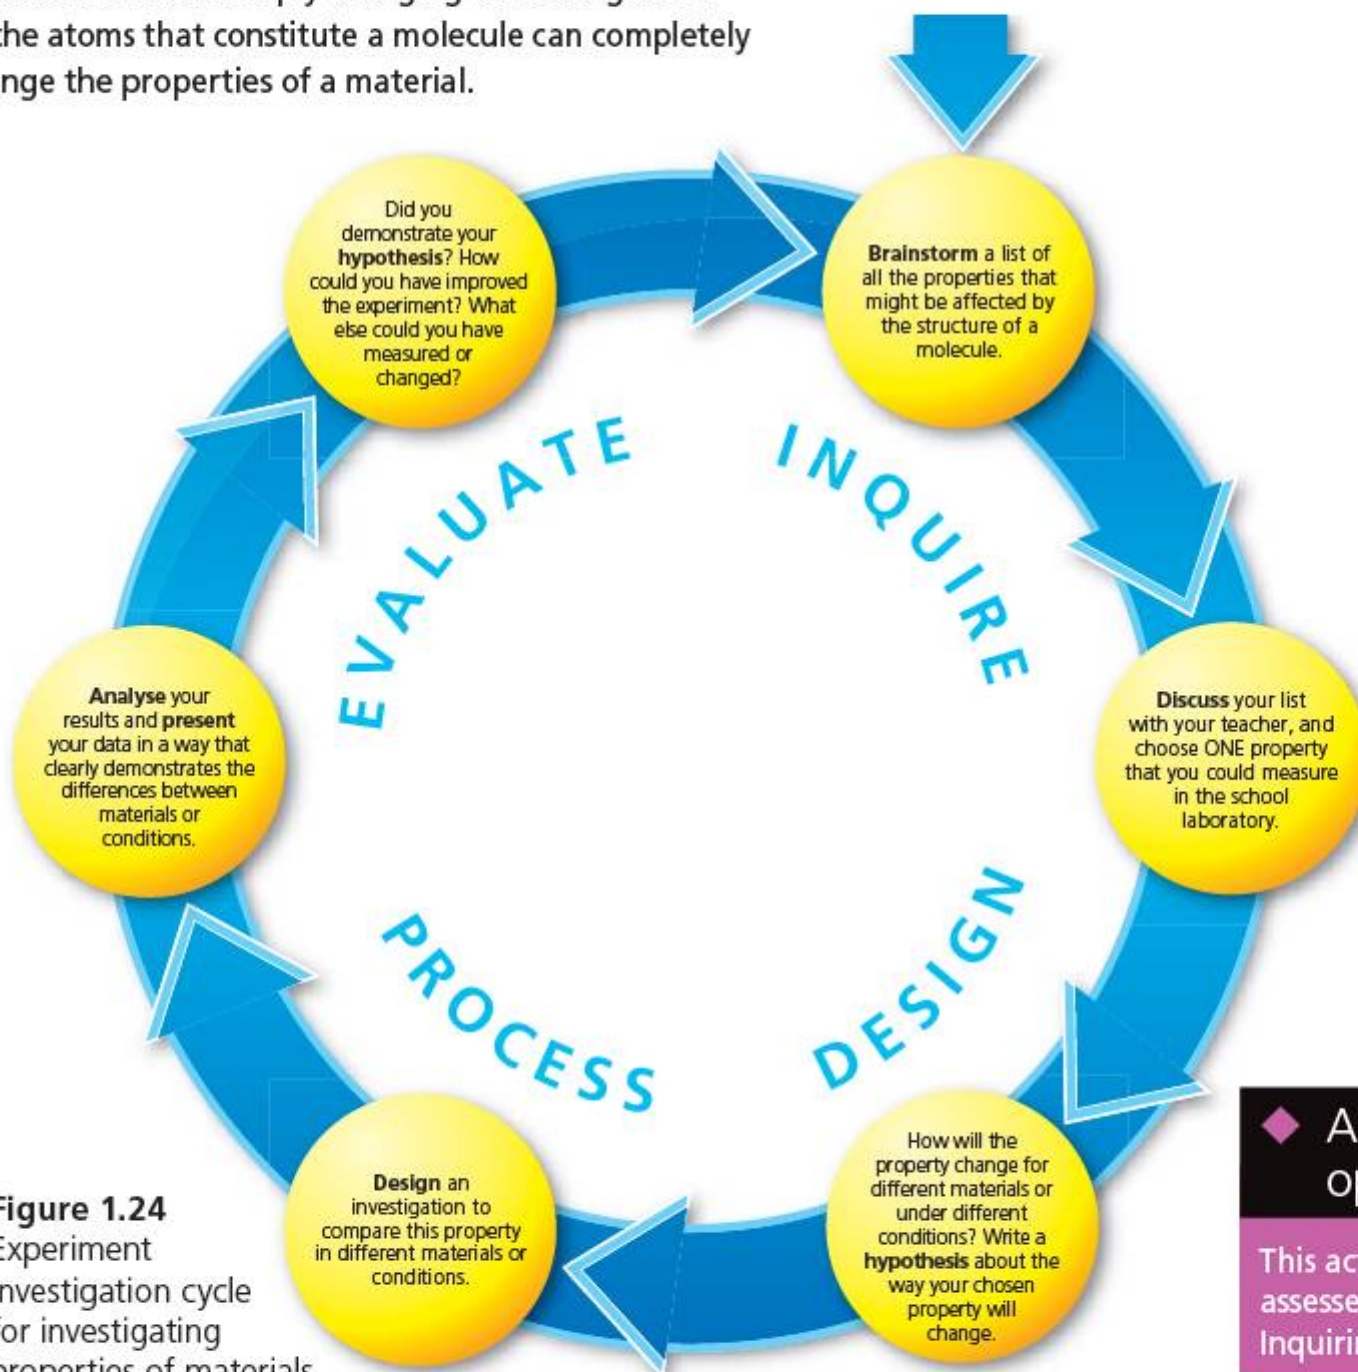 the atoms that constitute a molecule can completely
nge the properties of a material.
Did you
demonstrate your
hypothesis? How
could you have improved
the experiment? What
else could you have
measured or
changed?
Brainstorm a list of
all the properties that
might be affected by
the structure of a
molecule.
EVALUATE
INQUIRE
Analyse your
results and present
your data in a way that
clearly demonstrates the
differences between
materials or
conditions.
Discuss your list
with your teacher, and
choose ONE property
that you could measure
in the school
laboratory.
PROCESS
DESIGN
Design an
investigation to
compare this property
in different materials or
conditions.
How will the
property change for
different materials or
under different
conditions? Write a
hypothesis about the
way your chosen
property will
change.
Figure 1.24
Experiment
investigation cycle
for investigating
properties of materials
A
op
This ac
assesse
Inquirin